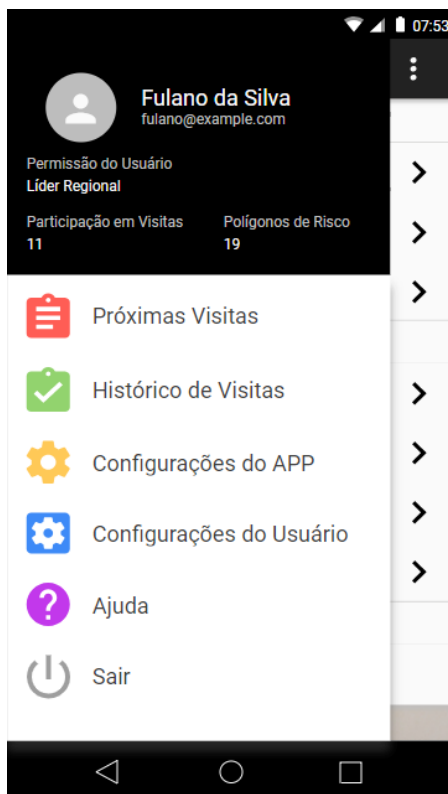 07:53
Fulano da Silva
fulano@example.com
Permissão do Usuário
Líder Regional
Participação em Visitas Polígonos de Risco
11 19
Próximas Visitas
Histórico de Visitas
Configurações do APP
Configurações do Usuário
Ajuda
Sair